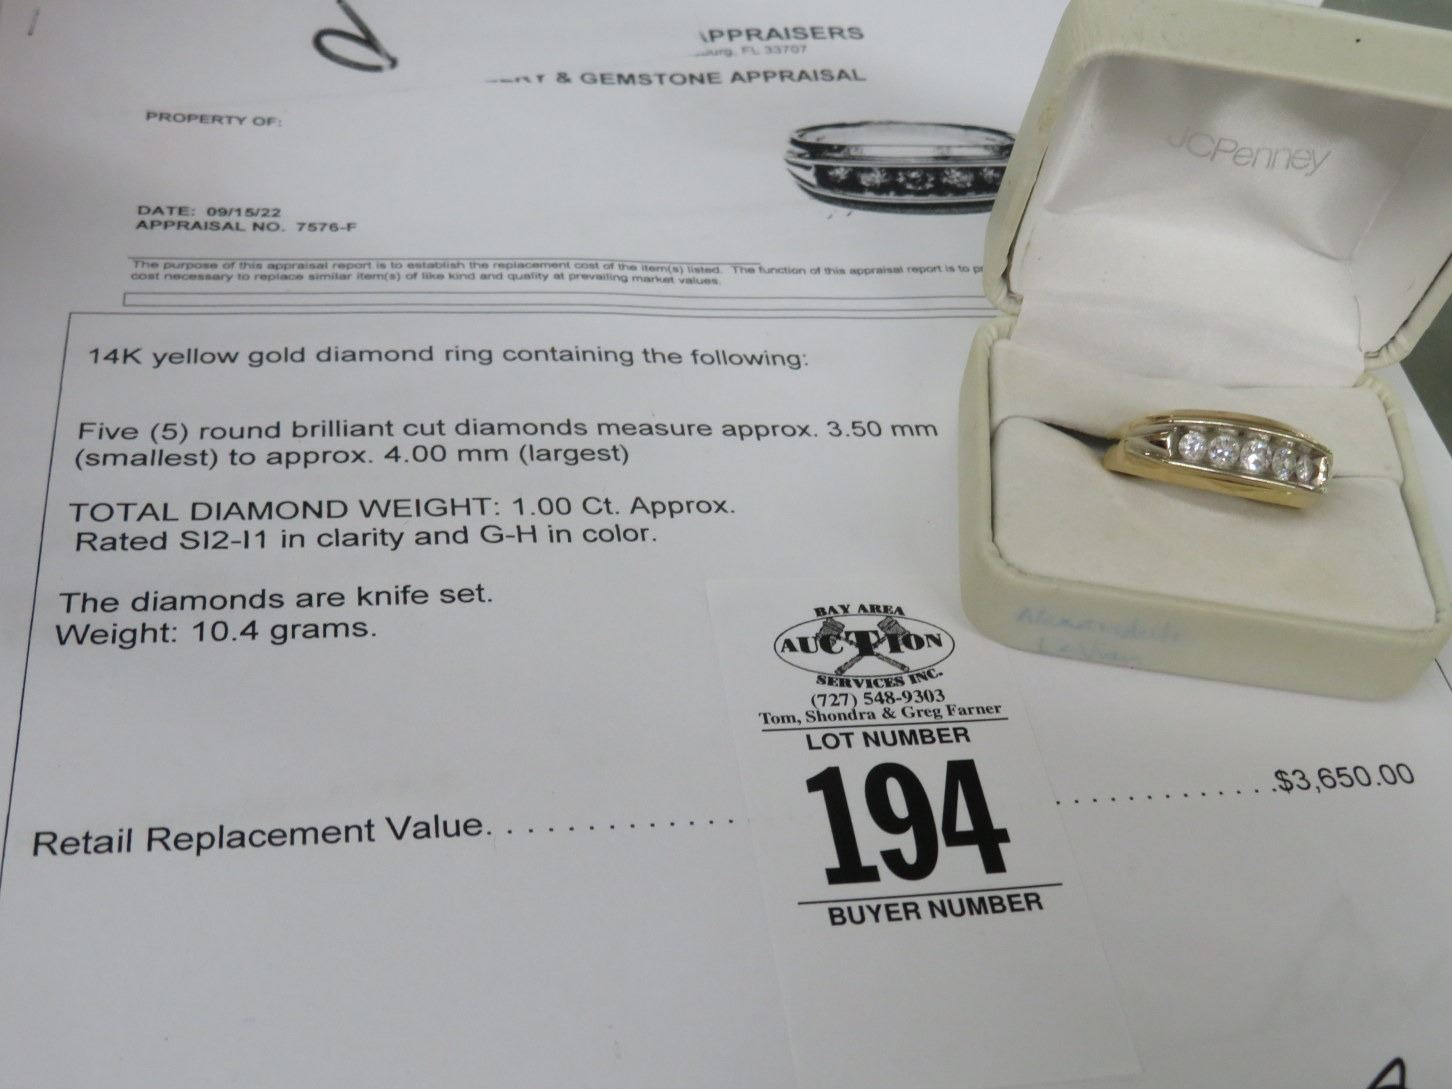 APPRAISERS
FL 33707
& GEMSTONE APPRAISAL
PROPERTY OF:
DATE: 09/15/22
APPRAISAL NO. 7576-F
The purpose of this appraisal report is to establish the replacement cost of the item(s) listed. The function of this appraisal report is to
cost necessary to replace similar item(s) of like kind and quality at prevailing market values.
14K yellow gold diamond ring containing the following:
Five (5) round brilliant cut diamonds measure approx. 3.50 mm
(smallest) to approx. 4.00 mm (largest)
TOTAL DIAMOND WEIGHT: 1.00 Ct. Approx.
Rated SI2-I1 in clarity and G-H in color.
The diamonds are knife set.
Weight: 10.4 grams.
Retail Replacement Value. . . . . . . . . . . . . . . . . . . . . . . .$3,650.00
JCPenney
BAY AREA
AUCTION
SERVICES INC.
(727) 548-9303
Tom, Shondra & Greg Farner
LOT NUMBER
194
BUYER NUMBER